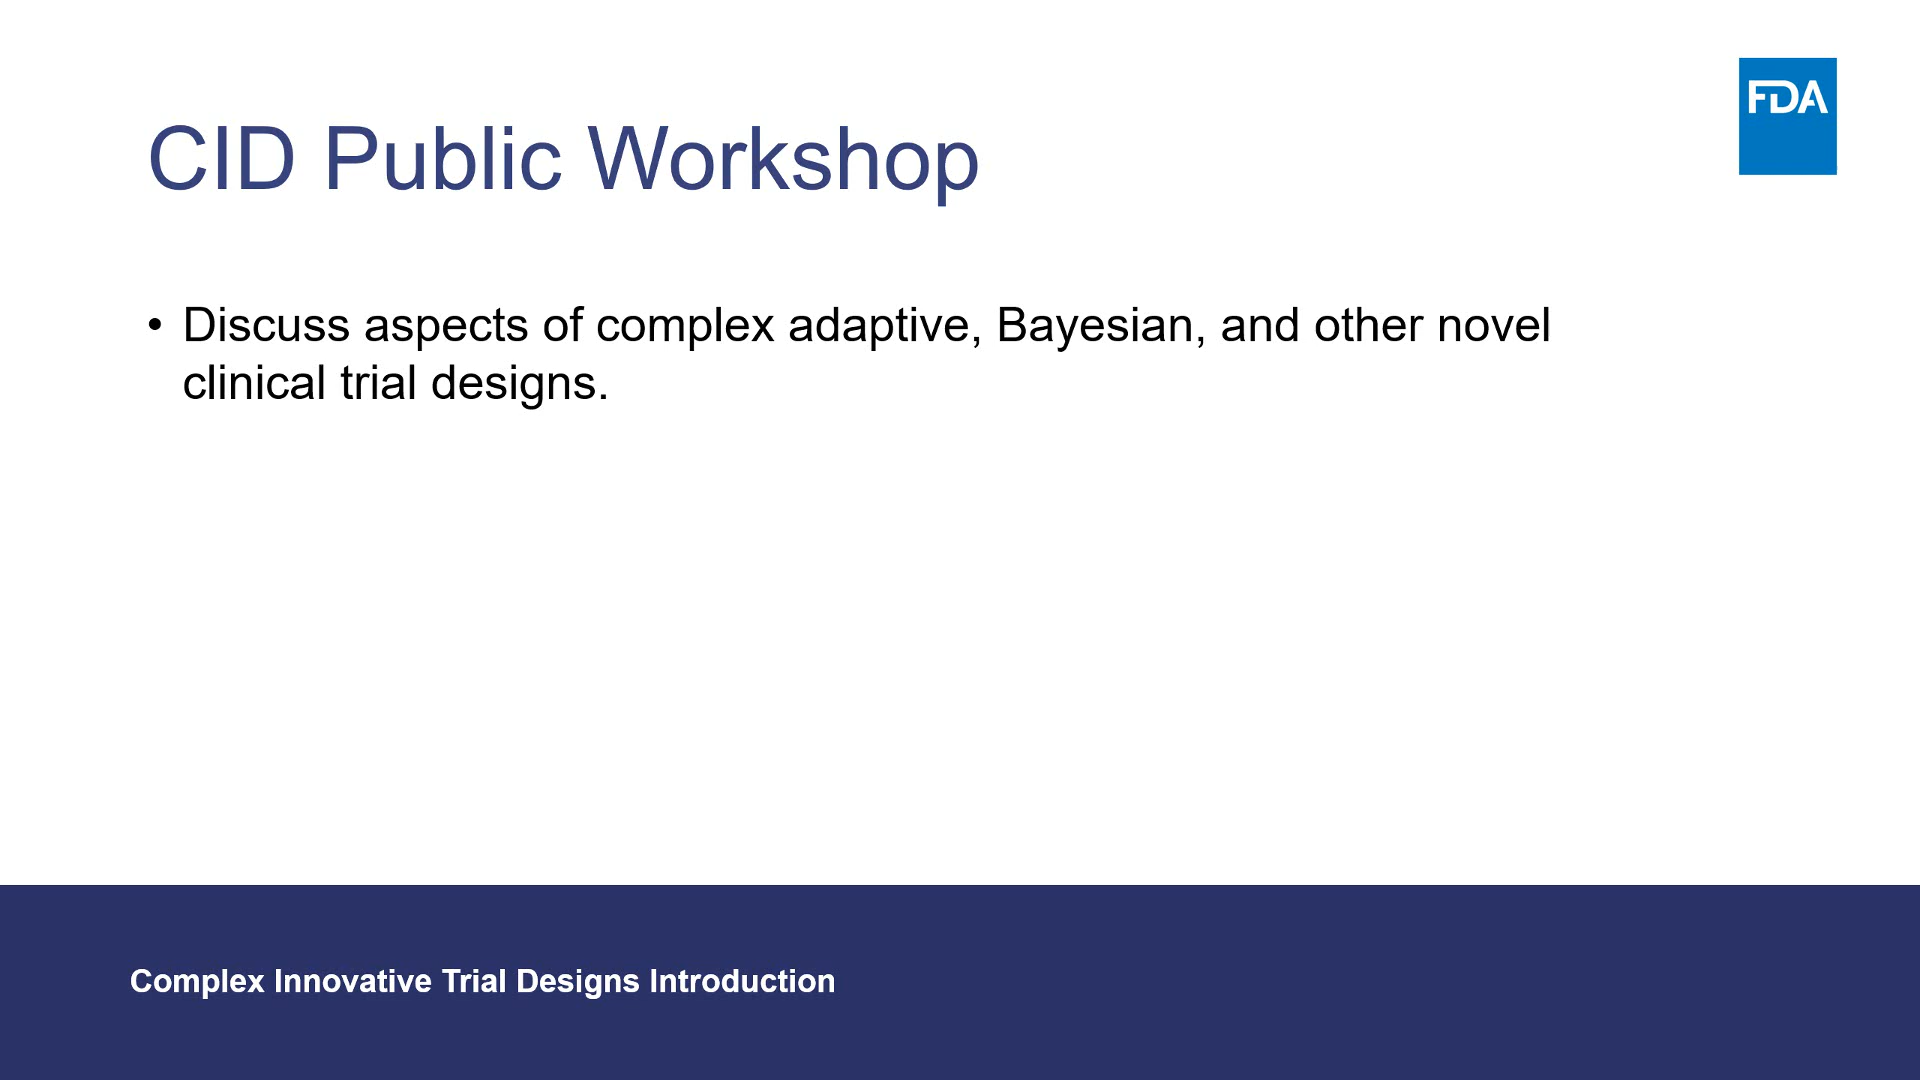 FDA
CID Public Workshop
• Discuss aspects of complex adaptive, Bayesian, and other novel
clinical trial designs.
Complex Innovative Trial Designs Introduction